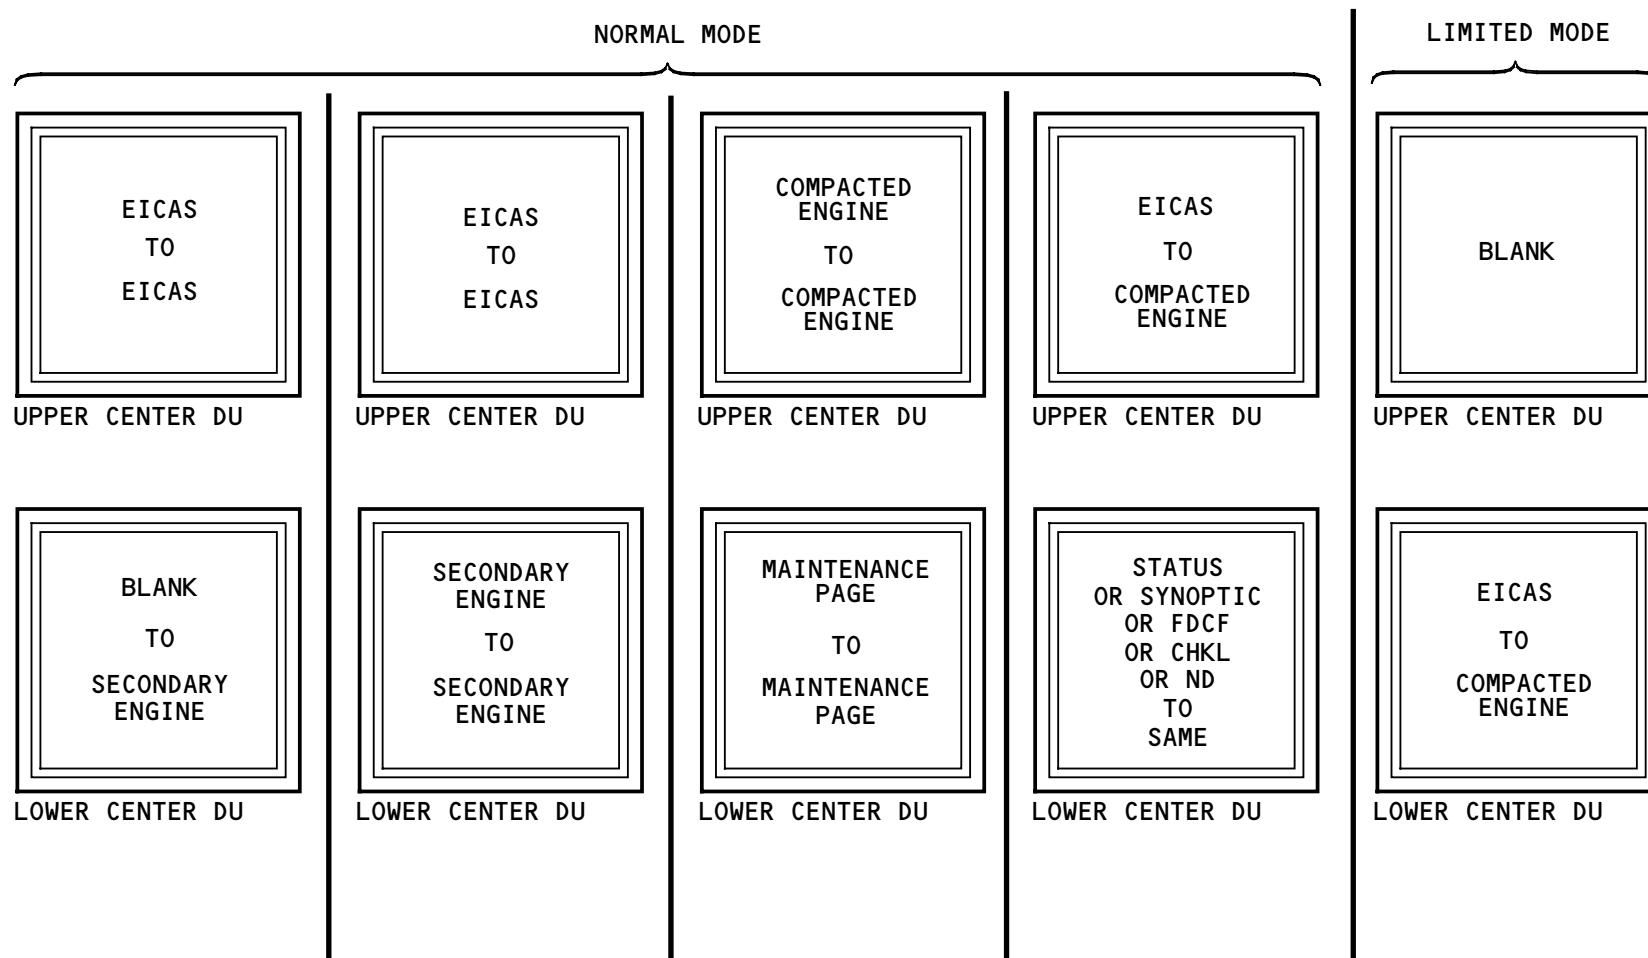 NORMAL MODE
LIMITED MODE
EICAS
TO
EICAS
UPPER CENTER DU
EICAS
TO
EICAS
UPPER CENTER DU
COMPACTED
ENGINE
TO
COMPACTED
ENGINE
UPPER CENTER DU
EICAS
TO
COMPACTED
ENGINE
UPPER CENTER DU
BLANK
UPPER CENTER DU
BLANK
TO
SECONDARY
ENGINE
LOWER CENTER DU
SECONDARY
ENGINE
TO
SECONDARY
ENGINE
LOWER CENTER DU
MAINTENANCE
PAGE
TO
MAINTENANCE
PAGE
LOWER CENTER DU
STATUS
OR SYNOPTIC
OR FDCF
OR CHKL
OR ND
TO
SAME
LOWER CENTER DU
EICAS
TO
COMPACTED
ENGINE
LOWER CENTER DU